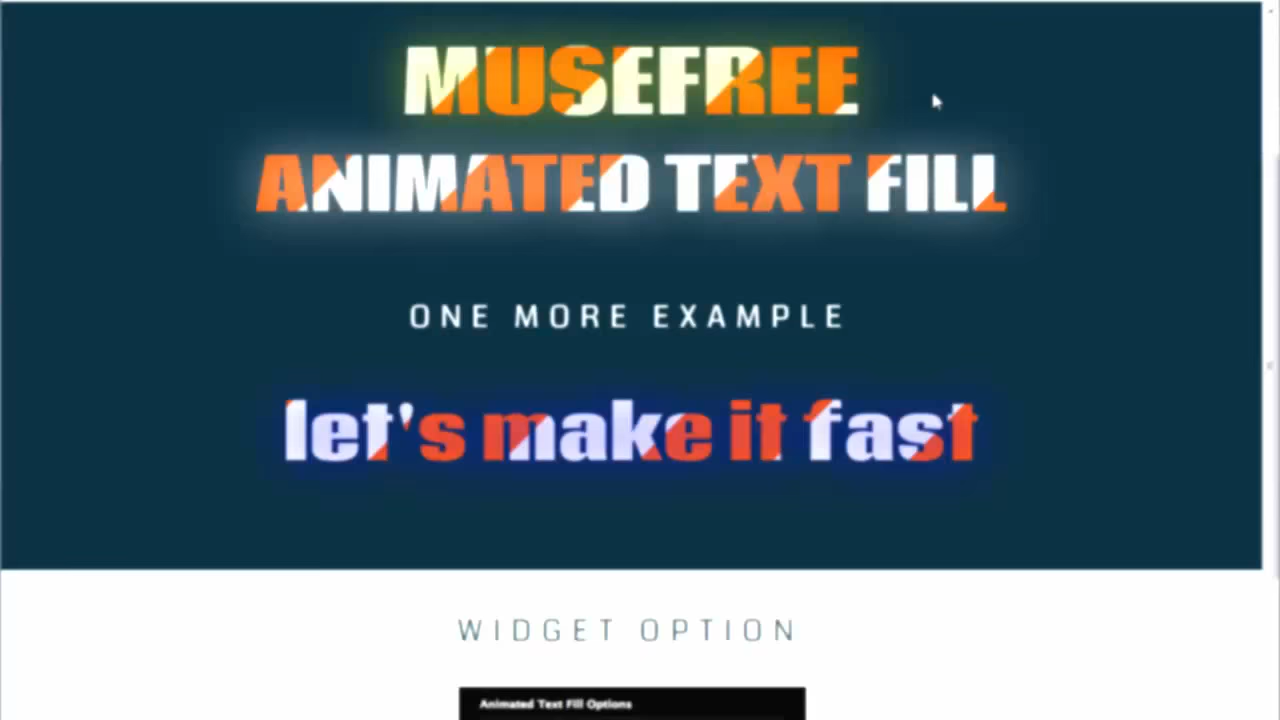 MUSEFREE
ANIMATED TEXT FILL
ONE MORE EXAMPLE
let's make it fast
WIDGET OPTION
Animated Text Fill Options